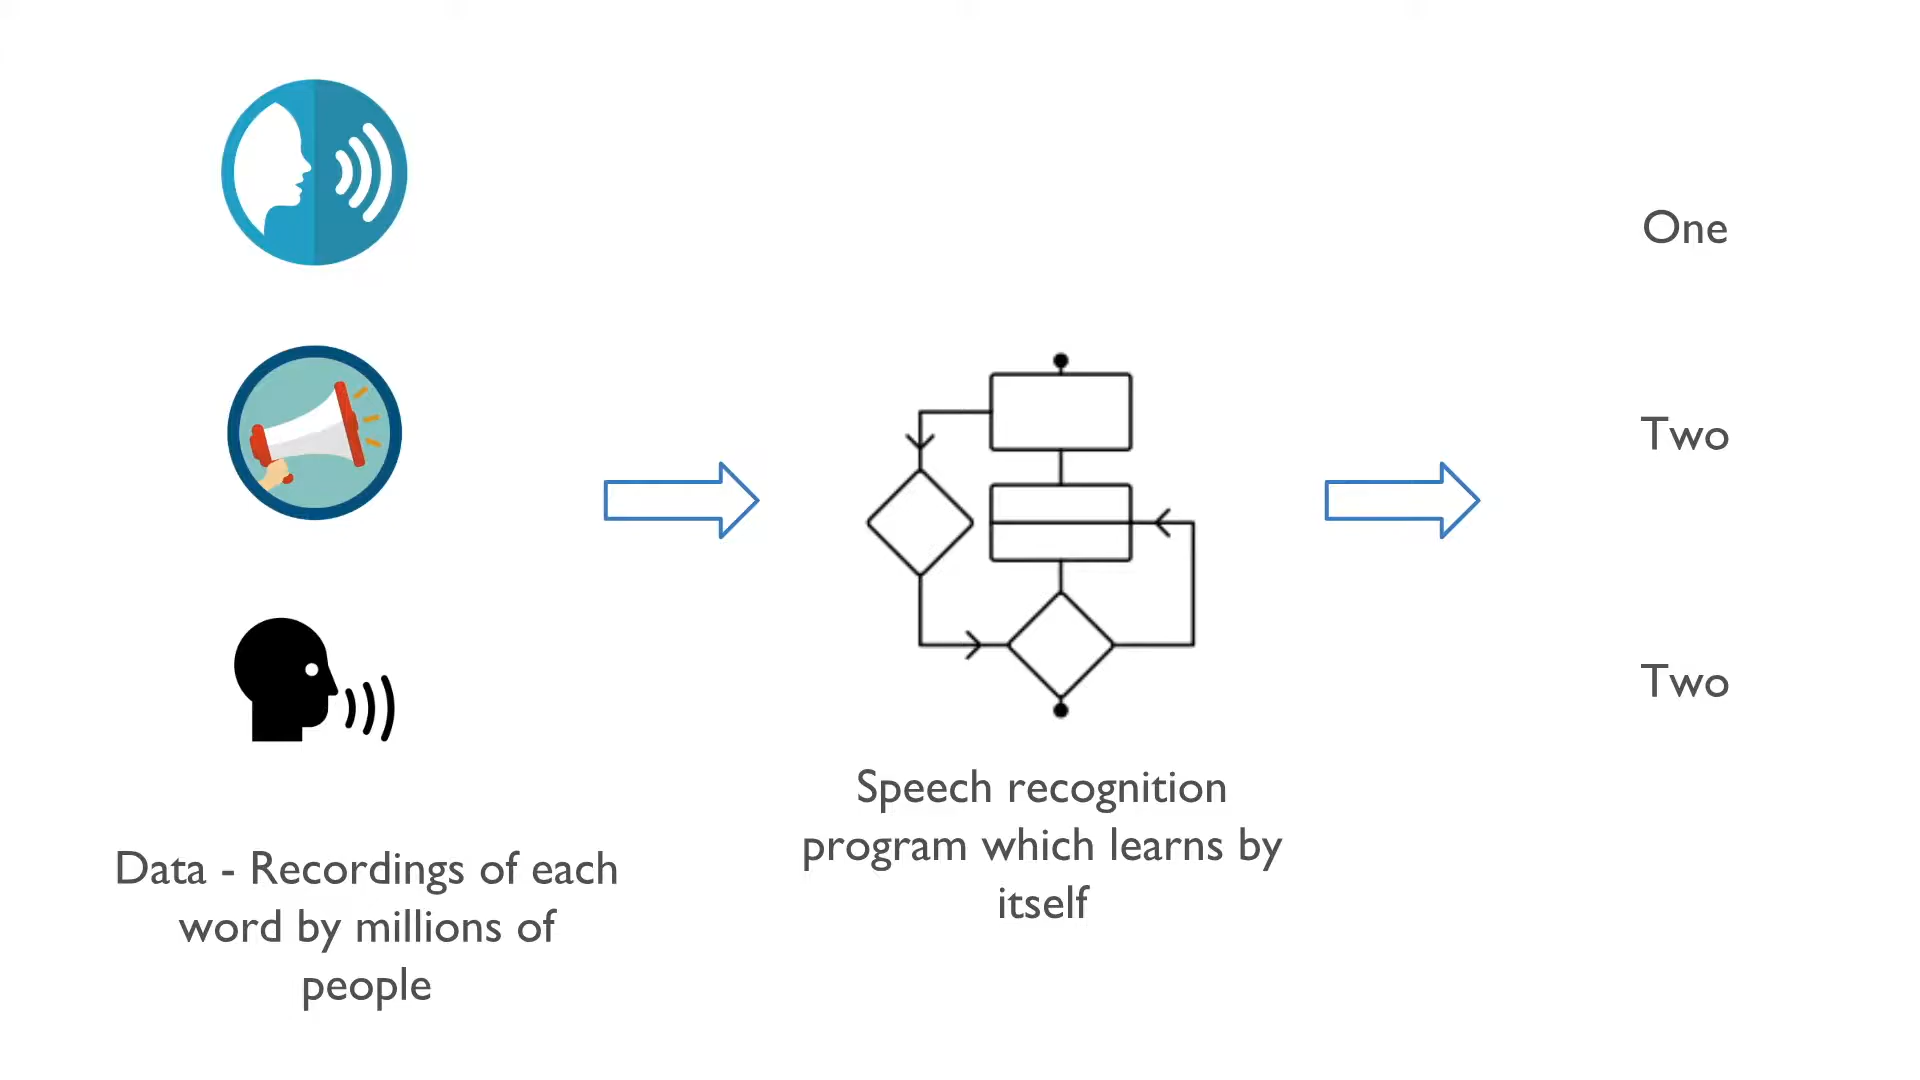 One
Two
Two
Speech recognition
program which learns by
itself
Data - Recordings of each
word by millions of
people